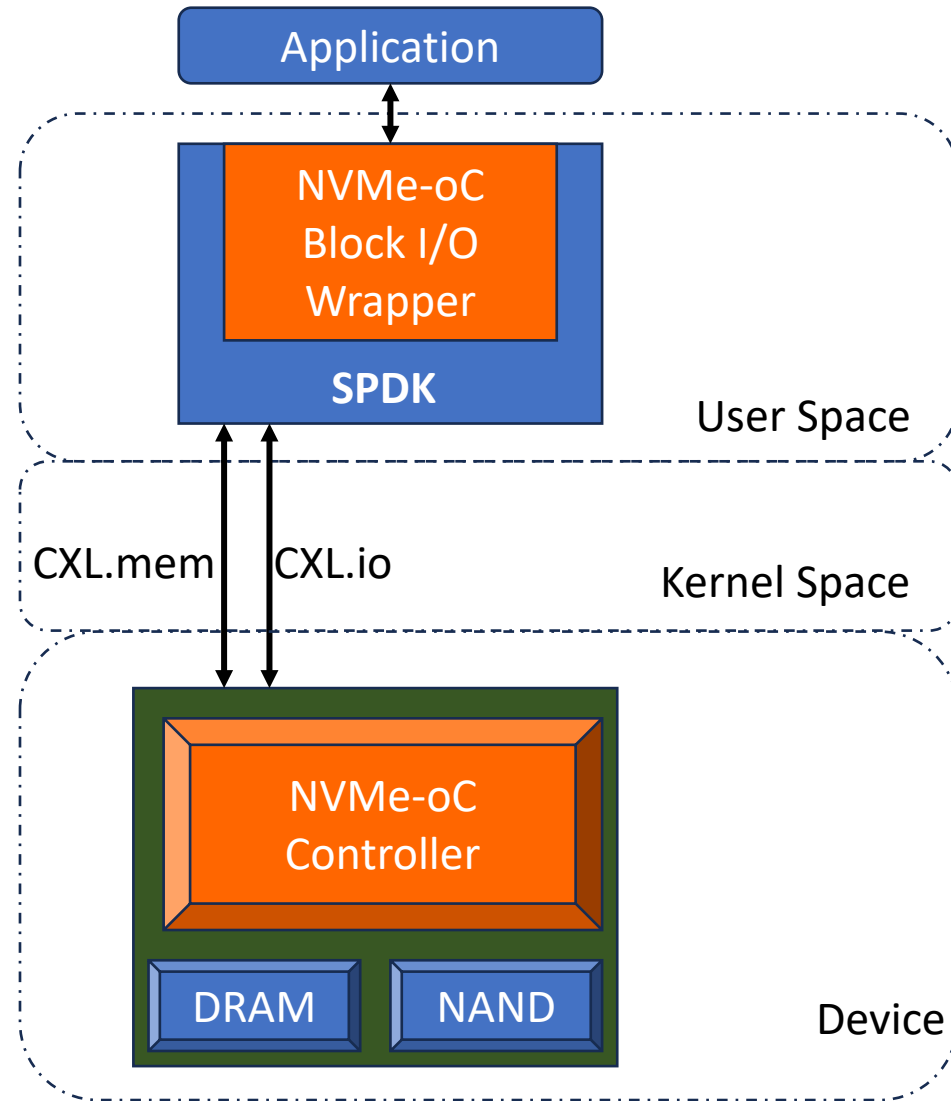 Application
NVMe-oC
Block I/O
Wrapper
SPDK
User Space
CXL.mem
CXL.io
Kernel Space
NVMe-oC
Controller
DRAM
NAND
Device